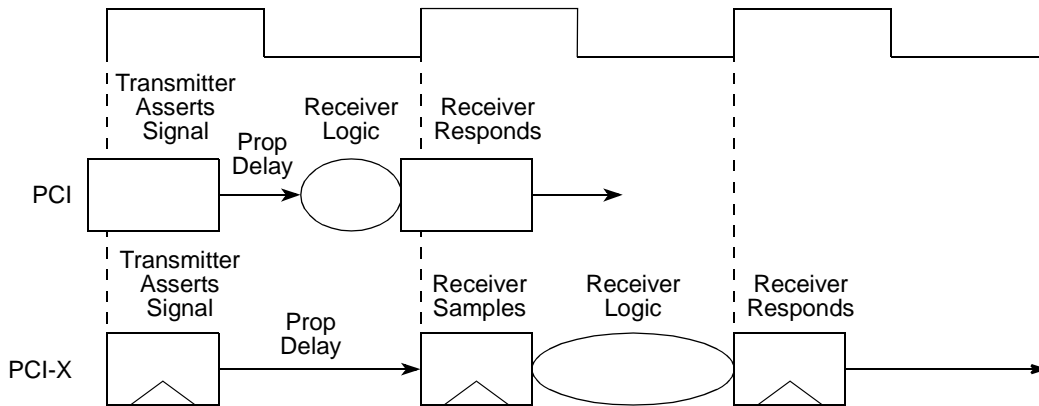 Transmitter
Asserts
Signal
Prop
Delay
Receiver
Logic
Receiver
Responds
PCI
Transmitter
Asserts
Signal
Prop
Delay
Receiver
Samples
Receiver
Logic
Receiver
Responds
PCI-X